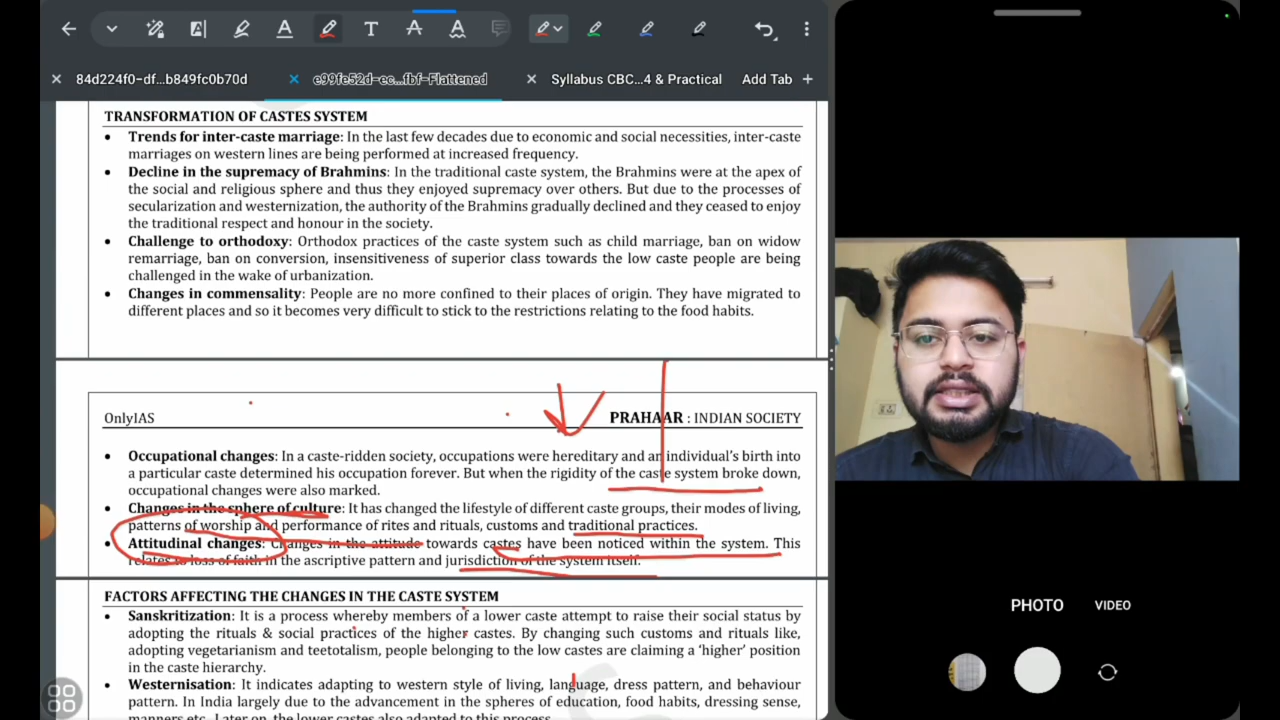 84d224f0-df...b849fc0b70d
e99fe52d-ec...fbf-Flattened
Syllabus CBC...4 & Practical
Add Tab +
TRANSFORMATION OF CASTES SYSTEM
• Trends for inter-caste marriage: In the last few decades due to economic and social necessities, inter-caste
marriages on western lines are being performed at increased frequency.
• Decline in the supremacy of Brahmins: In the traditional caste system, the Brahmins were at the apex of
the social and religious sphere and thus they enjoyed supremacy over others. But due to the processes of
secularization and westernization, the authority of the Brahmins gradually declined and they ceased to enjoy
the traditional respect and honour in the society.
• Challenge to orthodoxy: Orthodox practices of the caste system such as child marriage, ban on widow
remarriage, ban on conversion, insensitiveness of superior class towards the low caste people are being
challenged in the wake of urbanization.
• Changes in commensality: People are no more confined to their places of origin. They have migrated to
different places and so it becomes very difficult to stick to the restrictions relating to the food habits.
OnlyIAS
PRAHAAR : INDIAN SOCIETY
• Occupational changes: In a caste-ridden society, occupations were hereditary and an individual's birth into
a particular caste determined his occupation forever. But when the rigidity of the caste system broke down,
occupational changes were also marked.
• Changes in the sphere of culture: It has changed the lifestyle of different caste groups, their modes of living,
patterns of worship and performance of rites and rituals, customs and traditional practices.
• Attitudinal changes: Changes in the attitude towards castes have been noticed within the system. This
relates to loss of faith in the ascriptive pattern and jurisdiction of the system itself.
FACTORS AFFECTING THE CHANGES IN THE CASTE SYSTEM
• Sanskritization: It is a process whereby members of a lower caste attempt to raise their social status by
adopting the rituals & social practices of the higher castes. By changing such customs and rituals like,
adopting vegetarianism and teetotalism, people belonging to the low castes are claiming a 'higher' position
in the caste hierarchy.
• Westernisation: It indicates adapting to western style of living, language, dress pattern, and behaviour
pattern. In India largely due to the advancement in the spheres of education, food habits, dressing sense,
manners etc. Later on, the lower castes also adapted to this process.
PHOTO
VIDEO